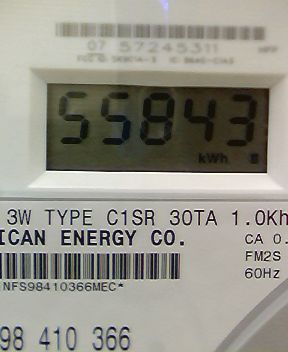 07 57245311
55843
kWh
3W TYPE C1SR 30TA 1.0Kh
ICAN ENERGY CO.
CA 0.
FM2S
60Hz
NFS98410366MEC*
98 410 366